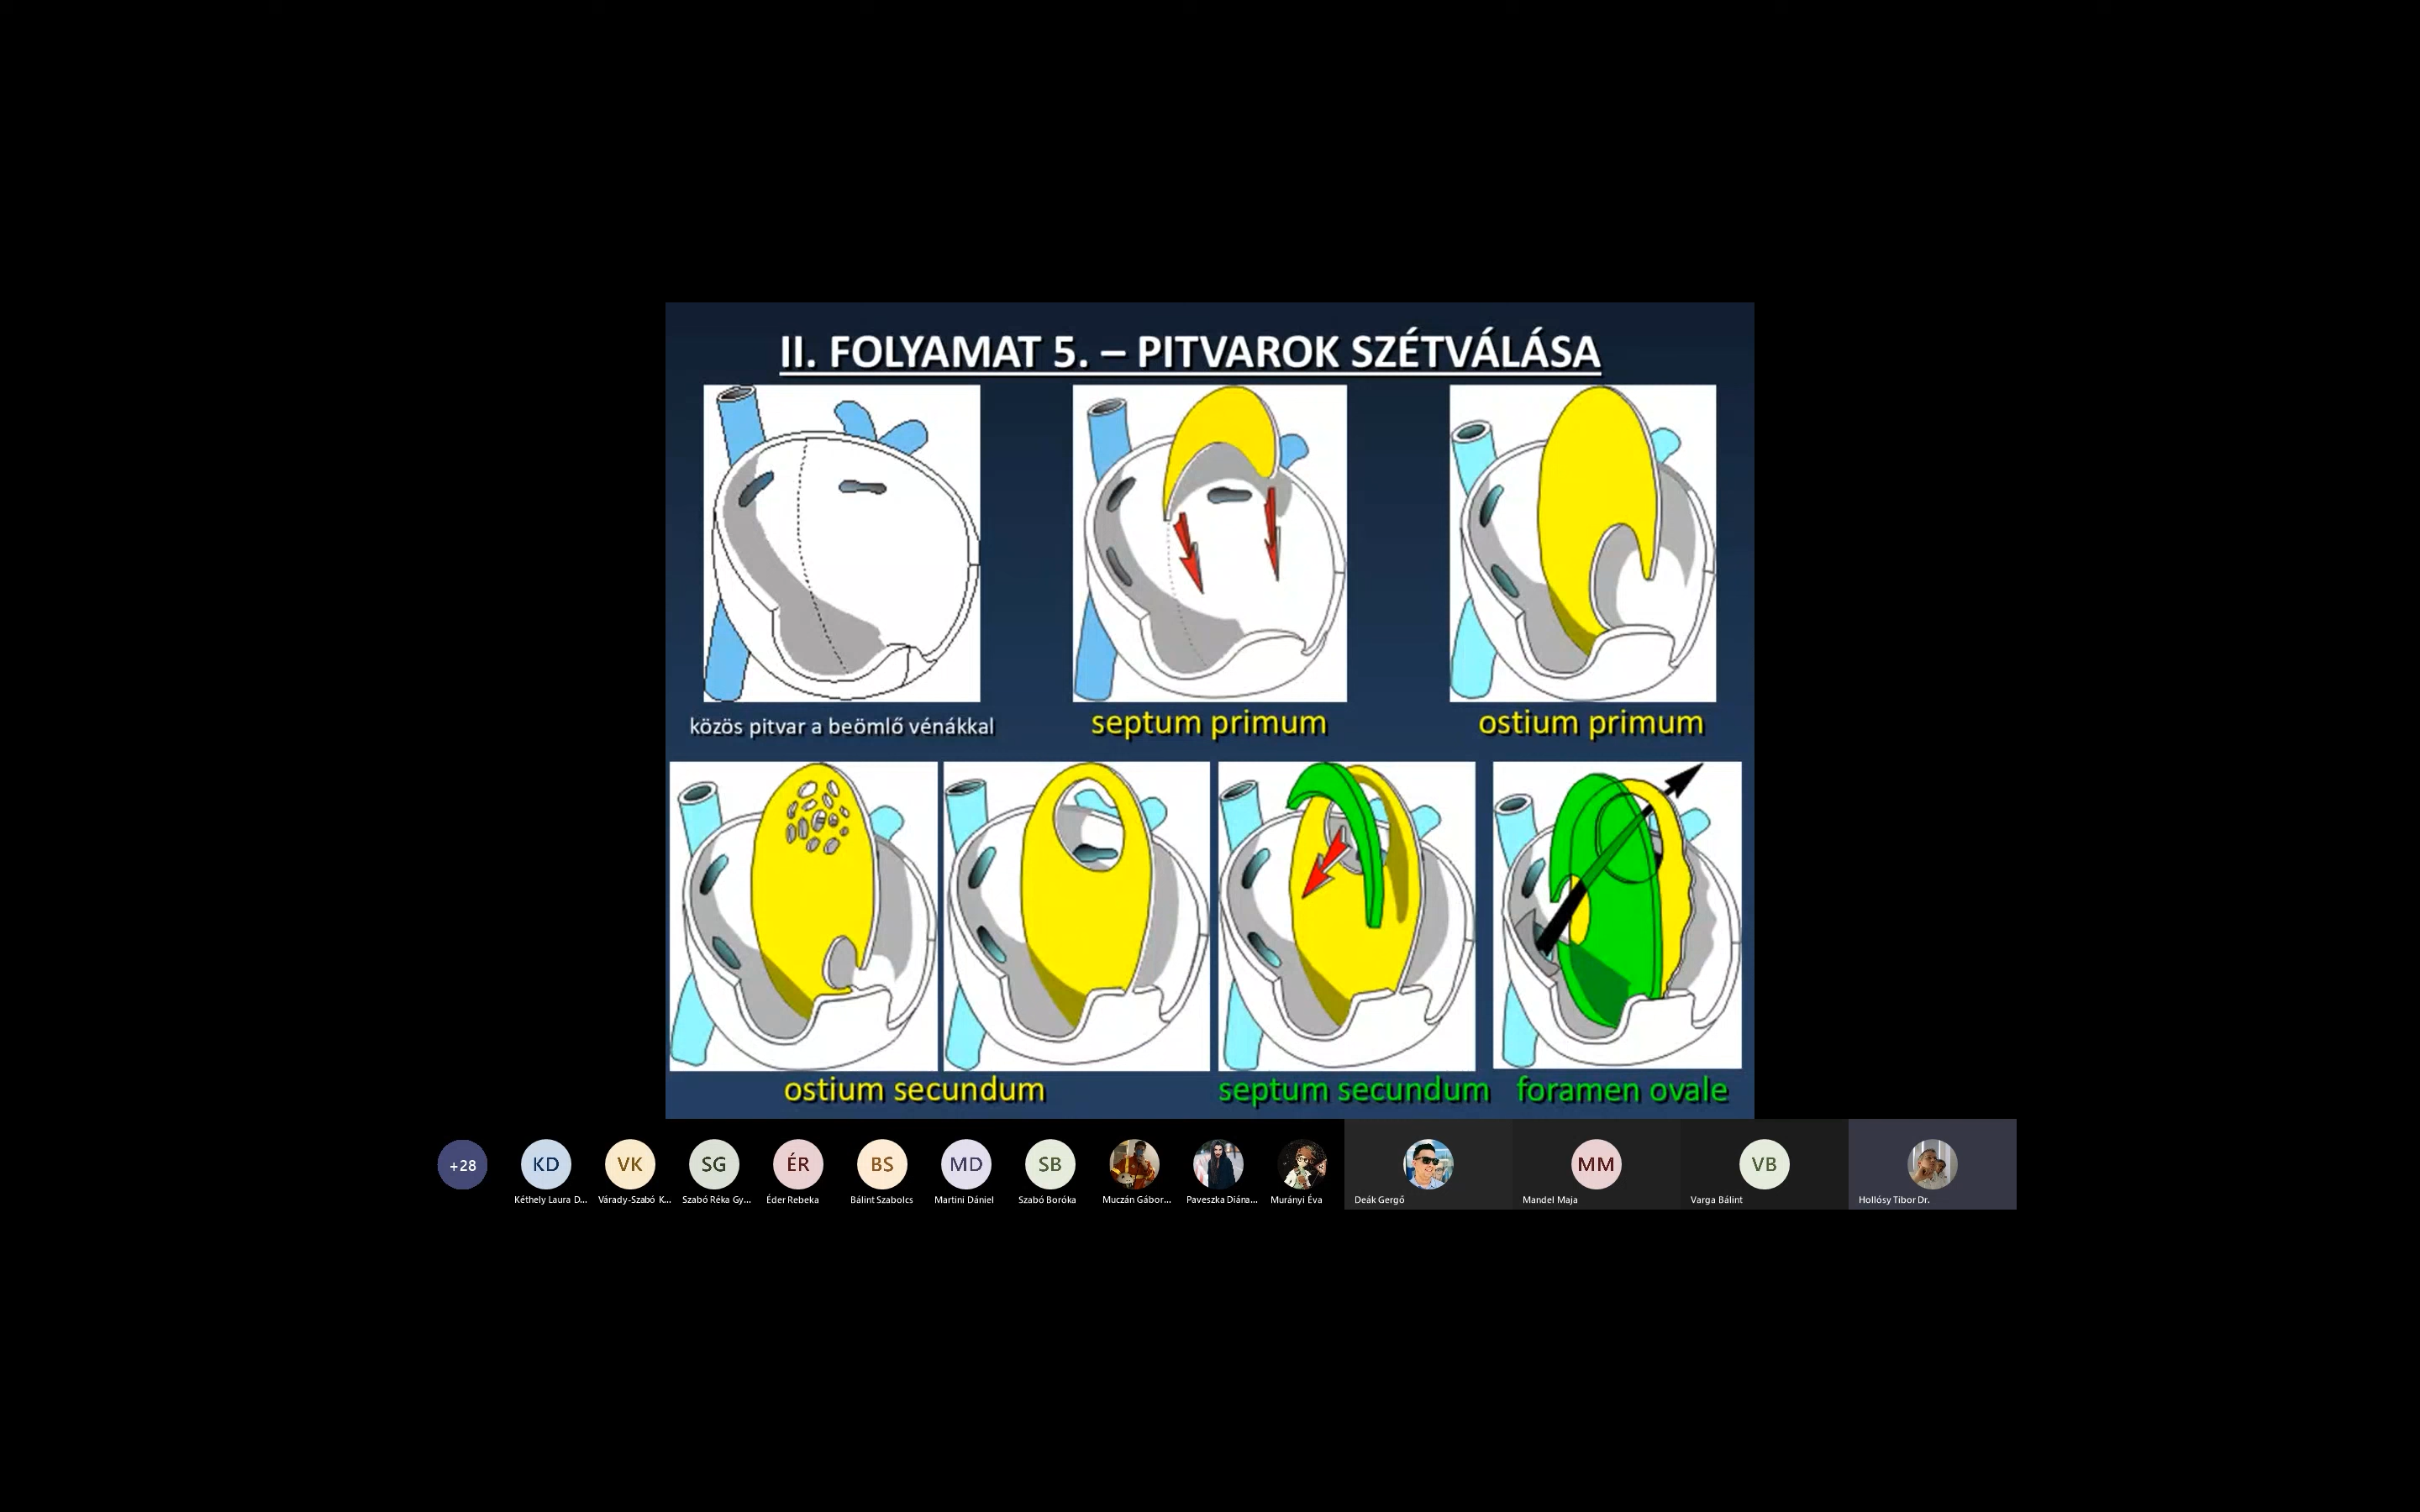 II. FOLYAMAT 5. – PITVAROK SZÉTVÁLÁSA
közös pitvar a beömlő vénákkal
septum primum
ostium primum
ostium secundum
septum secundum
foramen ovale
+28
KD
VK
SG
ÉR
BS
MD
SB
MM
VB
Kéthely Laura D...
Várady-Szabó K...
Szabó Réka Gy...
Éder Rebeka
Bálint Szabolcs
Martini Dániel
Szabó Boróka
Muczán Gábor...
Paveszka Diána...
Murányi Éva
Deák Gergő
Mandel Maja
Varga Bálint
Hollósy Tibor Dr.